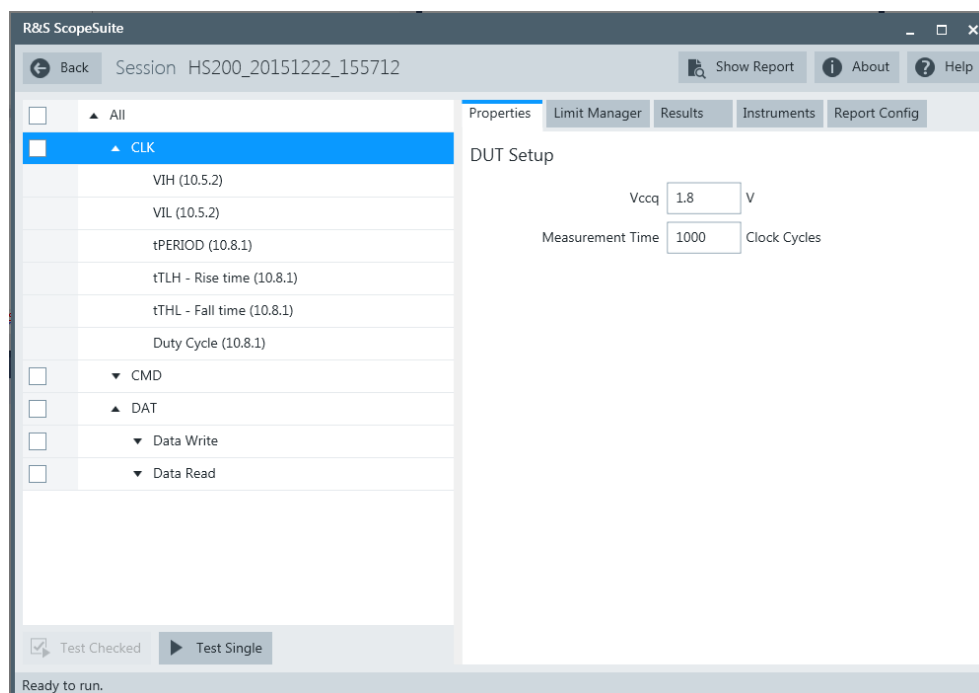 R&S ScopeSuite
Back Session HS200_20151222_155712 Show Report About Help
All
CLK
VIH (10.5.2)
VIL (10.5.2)
tPERIOD (10.8.1)
tTLH - Rise time (10.8.1)
tTHL - Fall time (10.8.1)
Duty Cycle (10.8.1)
CMD
DAT
Data Write
Data Read
Test Checked Test Single
Properties Limit Manager Results Instruments Report Config
DUT Setup
Vccq 1.8 V
Measurement Time 1000 Clock Cycles
Ready to run.